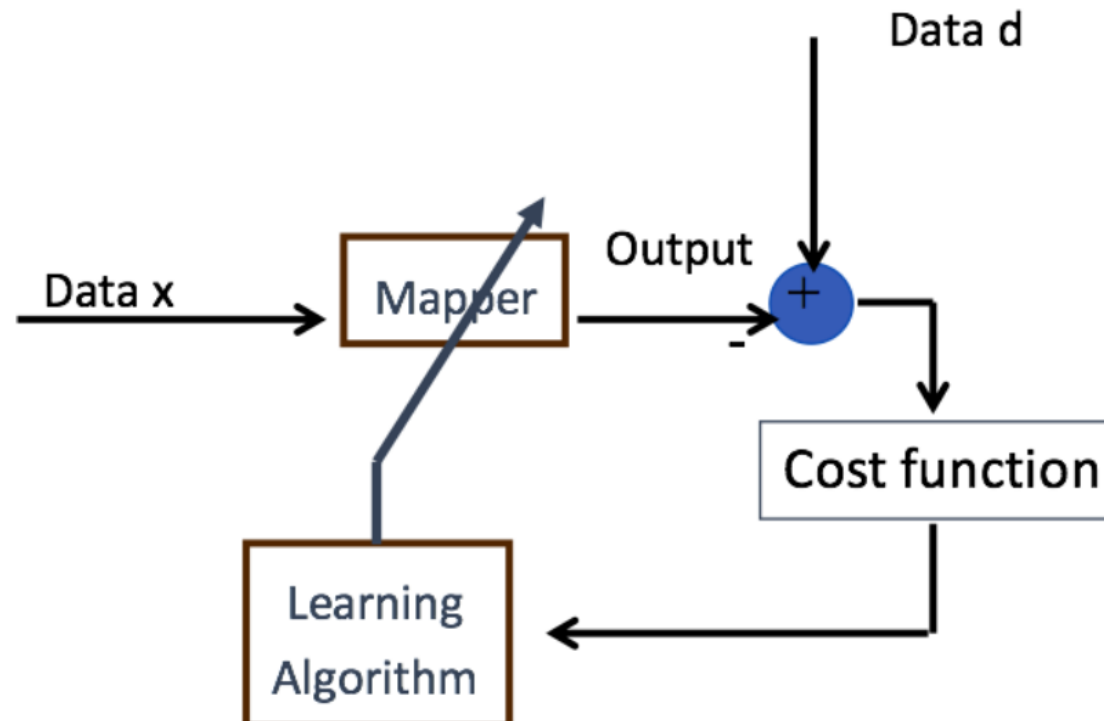 Data d
Output
Data x
Mapper
+
-
Cost function
Learning
Algorithm